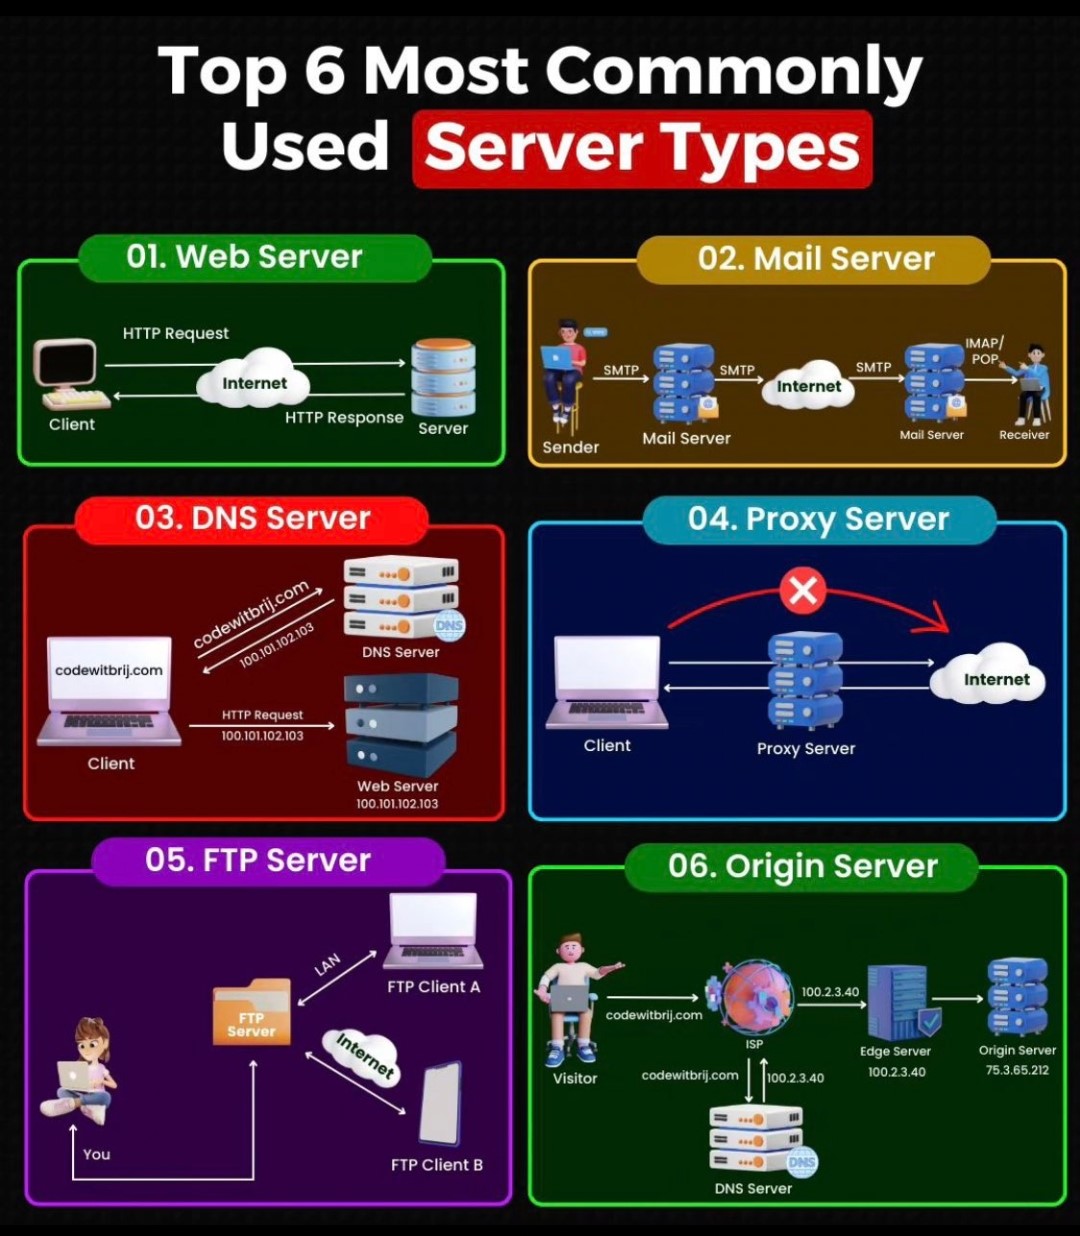 Top 6 Most Commonly
Used Server Types
01. Web Server
HTTP Request
Internet
Client
HTTP Response
Server
02. Mail Server
SMTP
SMTP
Internet
SMTP
IMAP/
POP
Sender
Mail Server
Mail Server
Receiver
03. DNS Server
codewitbrij.com
100.101.102.103
DNS
DNS Server
codewitbrij.com
HTTP Request
100.101.102.103
Client
Web Server
100.101.102.103
04. Proxy Server
Internet
Client
Proxy Server
05. FTP Server
LAN
FTP Client A
FTP
Server
Internet
You
FTP Client B
06. Origin Server
codewitbrij.com
100.2.3.40
ISP
Visitor
Edge Server
100.2.3.40
Origin Server
75.3.65.212
codewitbrij.com
100.2.3.40
DNS
DNS Server